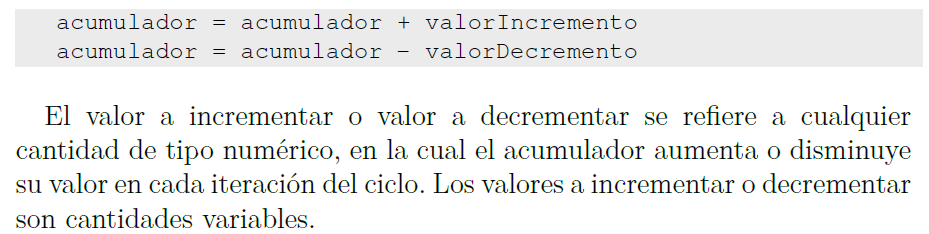 acumulador = acumulador + valorIncremento
acumulador = acumulador - valorDecremento
El valor a incrementar o valor a decrementar se refiere a cualquier
cantidad de tipo numérico, en la cual el acumulador aumenta o disminuye
su valor en cada iteración del ciclo. Los valores a incrementar o decrementar
son cantidades variables.